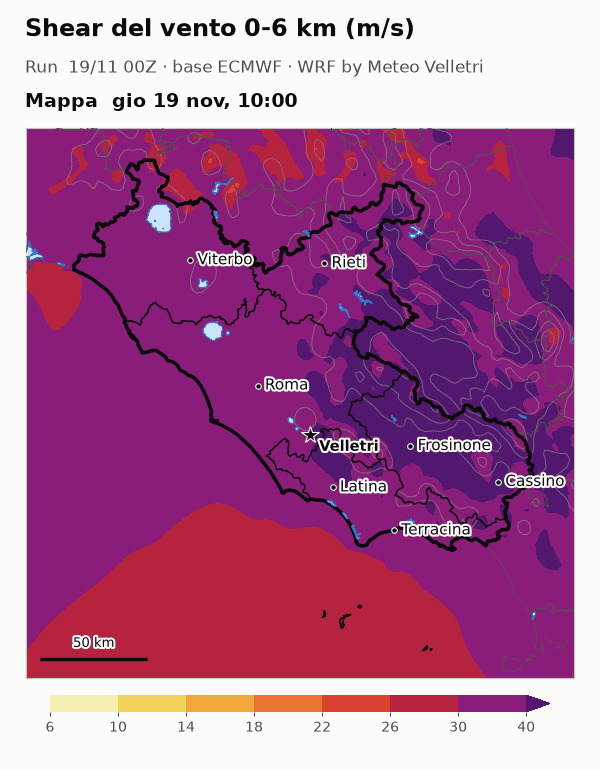 Shear del vento 0-6 km (m/s)
Run  19/11 00Z · base ECMWF · WRF by Meteo Velletri
Mappa  gio 19 nov, 10:00
Viterbo
Rieti
Roma
Velletri
Frosinone
Cassino
Latina
Terracina
50 km
6 10 14 18 22 26 30 40